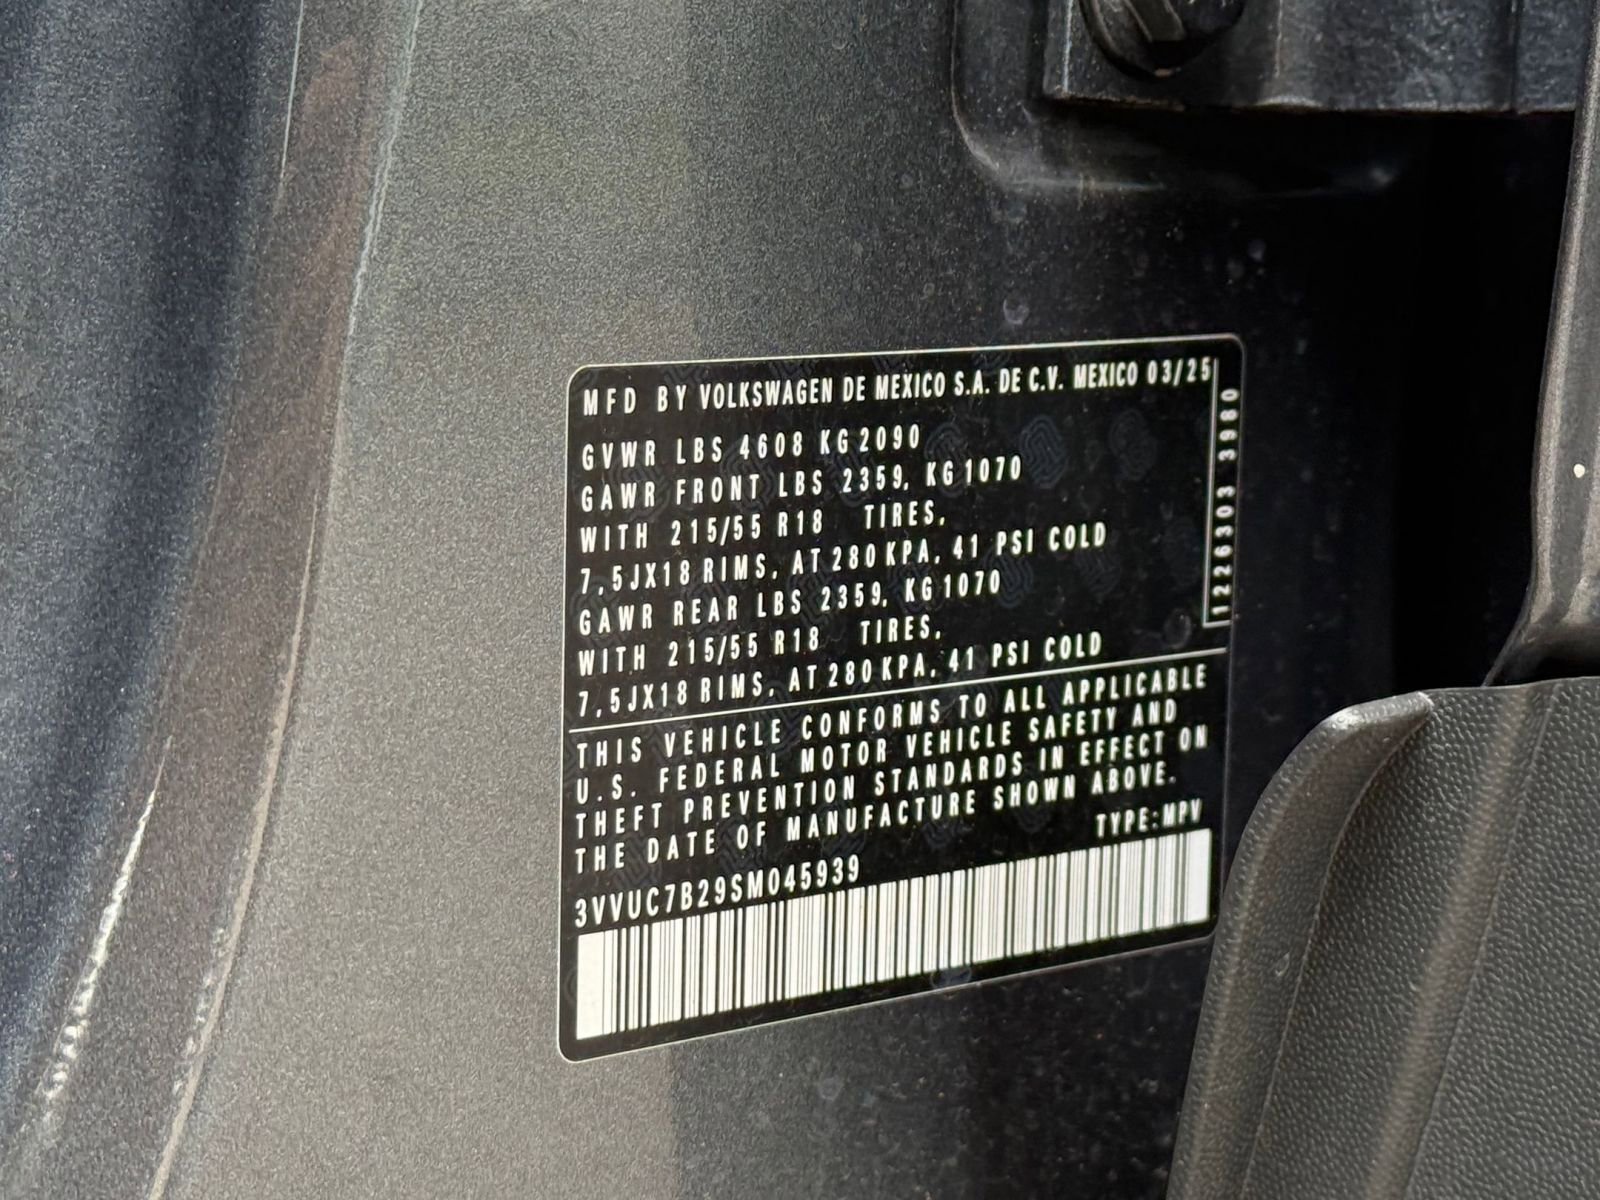 MFD BY VOLKSWAGEN DE MEXICO S.A. DE C.V. MEXICO 03/25
GVWR LBS 4608 KG 2090
GAWR FRONT LBS 2359, KG 1070
WITH 215/55 R18 TIRES,
7,5JX18 RIMS, AT 280 KPA, 41 PSI COLD
GAWR REAR LBS 2359, KG 1070
WITH 215/55 R18 TIRES,
7,5JX18 RIMS, AT 280 KPA, 41 PSI COLD
1226303 3980
THIS VEHICLE CONFORMS TO ALL APPLICABLE
U.S. FEDERAL MOTOR VEHICLE SAFETY AND
THEFT PREVENTION STANDARDS IN EFFECT ON
THE DATE OF MANUFACTURE SHOWN ABOVE.
TYPE:MPV
3VVUC7B29SM045939